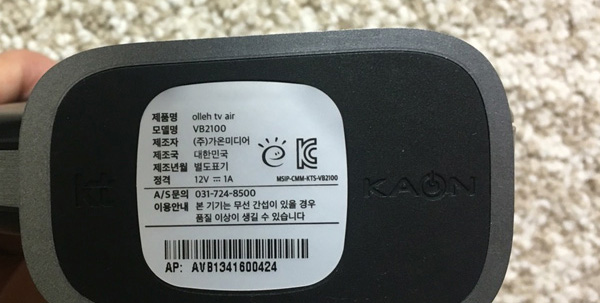 제품명 olleh tv air
모델명 VB2100
제조자 (주)가온미디어
제조국 대한민국
제조년월 별도표기
정격 12V ⎓ 1A
MSIP-CMM-KTS-VB2100
A/S문의 031-724-8500
이용안내 본 기기는 무선 간섭이 있을 경우
품질 이상이 생길 수 있습니다
AP: AVB1341600424
kt
KAON